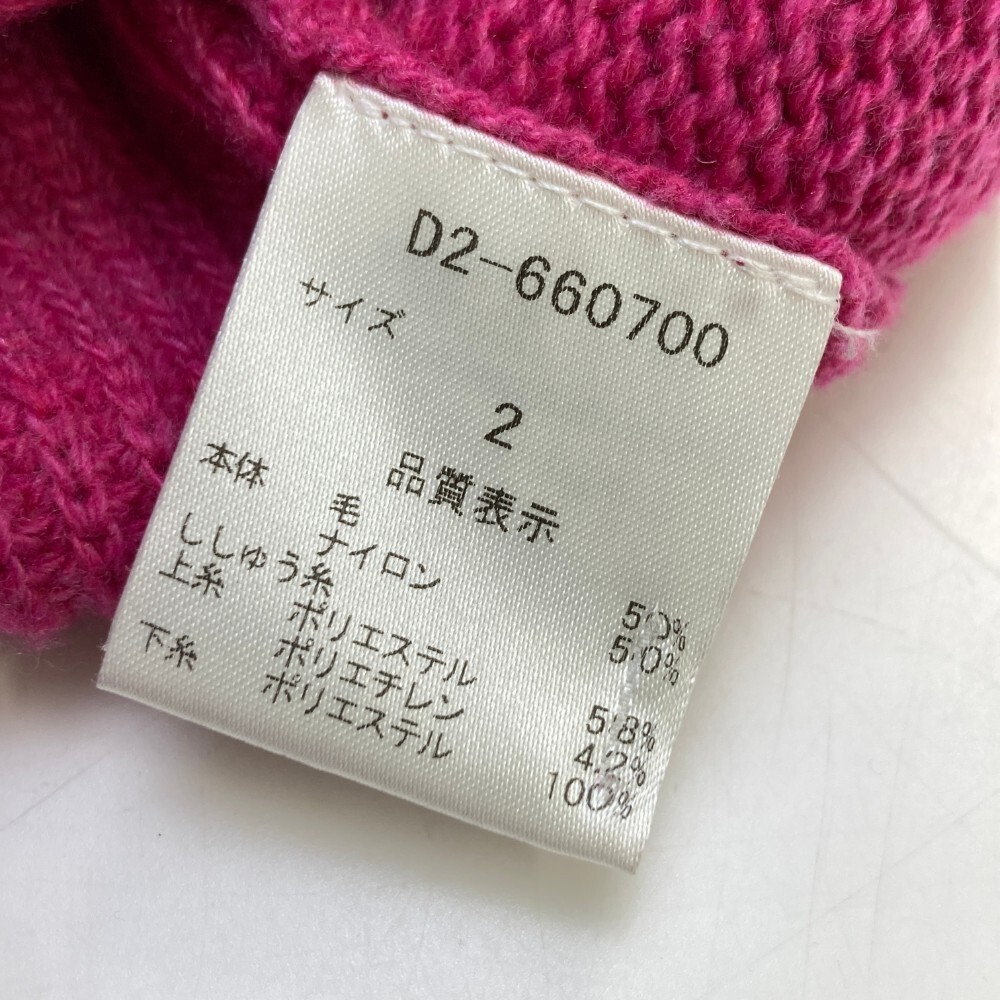 D2-660700
サイズ
2
品質表示
本体 毛 50%
ナイロン 50%
ししゅう糸
上糸 ポリエステル 58%
ポリエチレン 42%
下糸 ポリエステル 100%